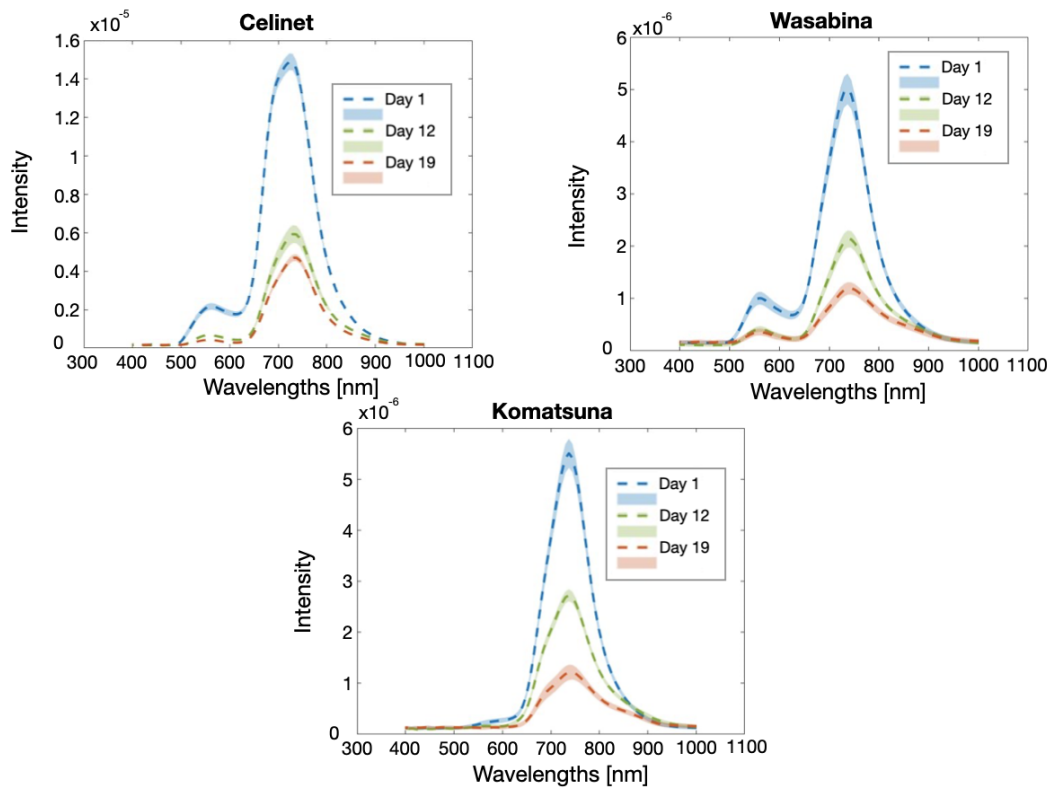 Celinet
x10⁻⁵
1.6
1.4
1.2
1
0.8
0.6
0.4
0.2
0
300 400 500 600 700 800 900 1000 1100
Intensity
Wavelengths [nm]
Day 1
Day 12
Day 19
Wasabina
x10⁻⁶
6
5
4
3
2
1
0
300 400 500 600 700 800 900 1000 1100
Intensity
Wavelengths [nm]
Day 1
Day 12
Day 19
Komatsuna
x10⁻⁶
6
5
4
3
2
1
0
300 400 500 600 700 800 900 1000 1100
Intensity
Wavelengths [nm]
Day 1
Day 12
Day 19